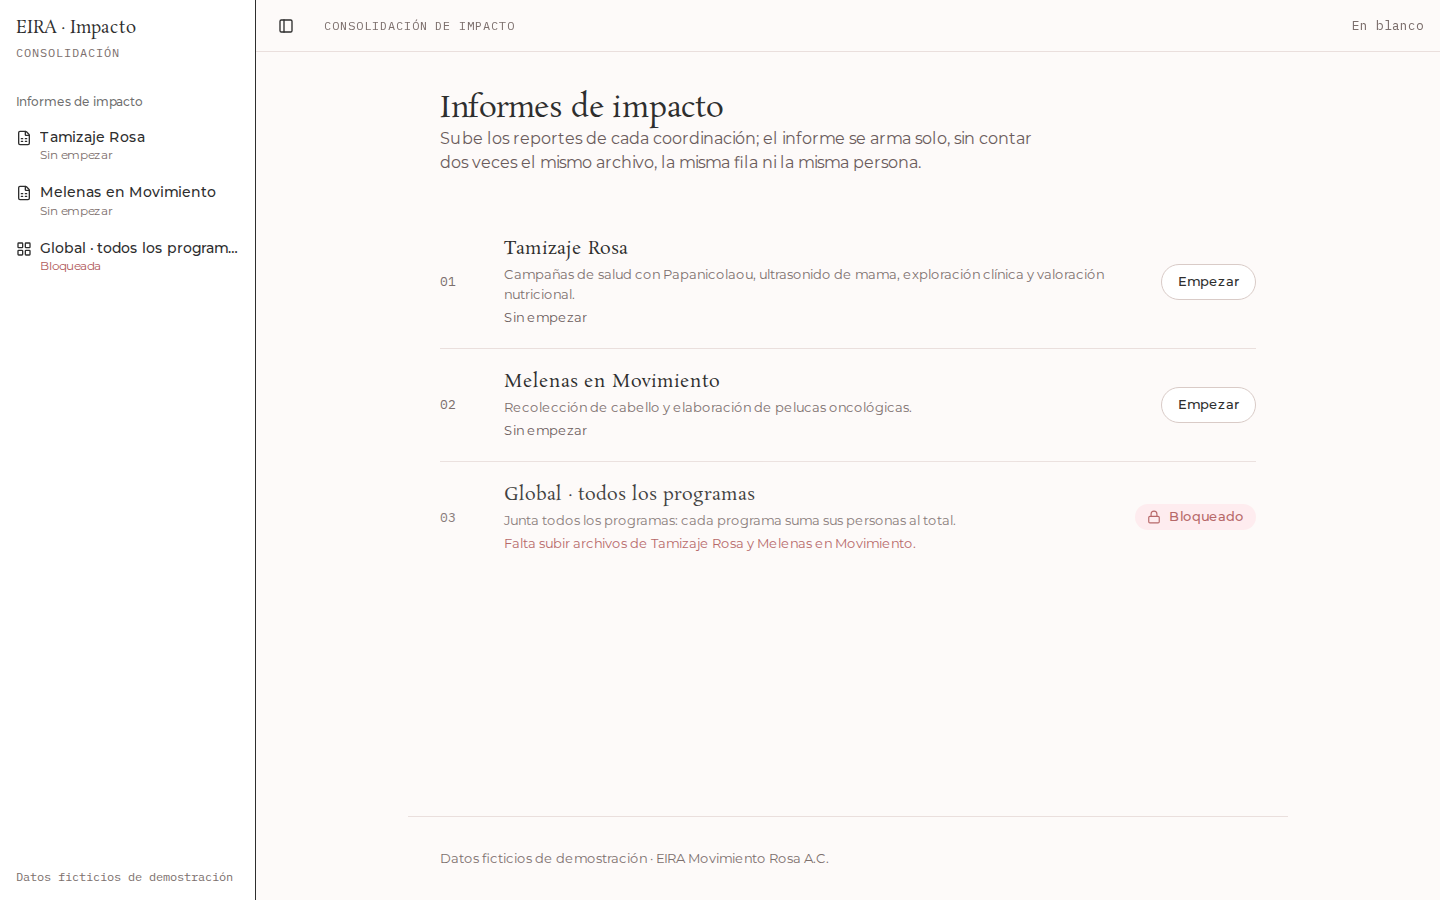 EIRA · Impacto
CONSOLIDACIÓN
Informes de impacto
Tamizaje Rosa
Sin empezar
Melenas en Movimiento
Sin empezar
Global · todos los program...
Bloqueada
Datos ficticios de demostración
CONSOLIDACIÓN DE IMPACTO
En blanco
Informes de impacto
Sube los reportes de cada coordinación; el informe se arma solo, sin contar
dos veces el mismo archivo, la misma fila ni la misma persona.
01
Tamizaje Rosa
Campañas de salud con Papanicolaou, ultrasonido de mama, exploración clínica y valoración
nutricional.
Sin empezar
Empezar
02
Melenas en Movimiento
Recolección de cabello y elaboración de pelucas oncológicas.
Sin empezar
Empezar
03
Global · todos los programas
Junta todos los programas: cada programa suma sus personas al total.
Falta subir archivos de Tamizaje Rosa y Melenas en Movimiento.
Bloqueado
Datos ficticios de demostración · EIRA Movimiento Rosa A.C.